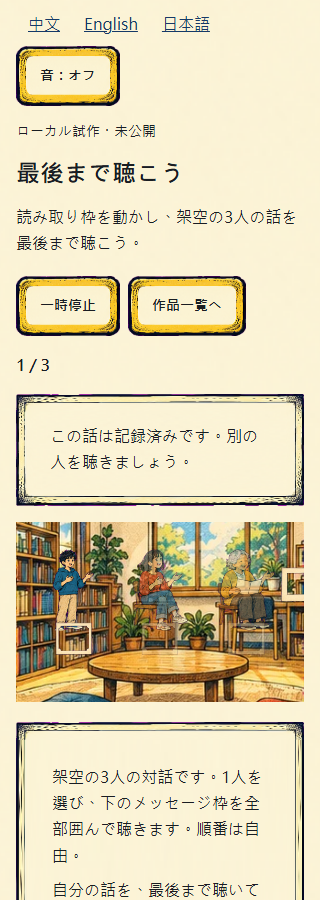 中文 English 日本語
音：オフ
ローカル試作・未公開
最後まで聴こう
読み取り枠を動かし、架空の3人の話を
最後まで聴こう。
一時停止 作品一覧へ
1 / 3
この話は記録済みです。別の
人を聴きましょう。
架空の3人の対話です。1人を
選び、下のメッセージ枠を全
部囲んで聴きます。順番は自
由。
自分の話を、最後まで聴いて